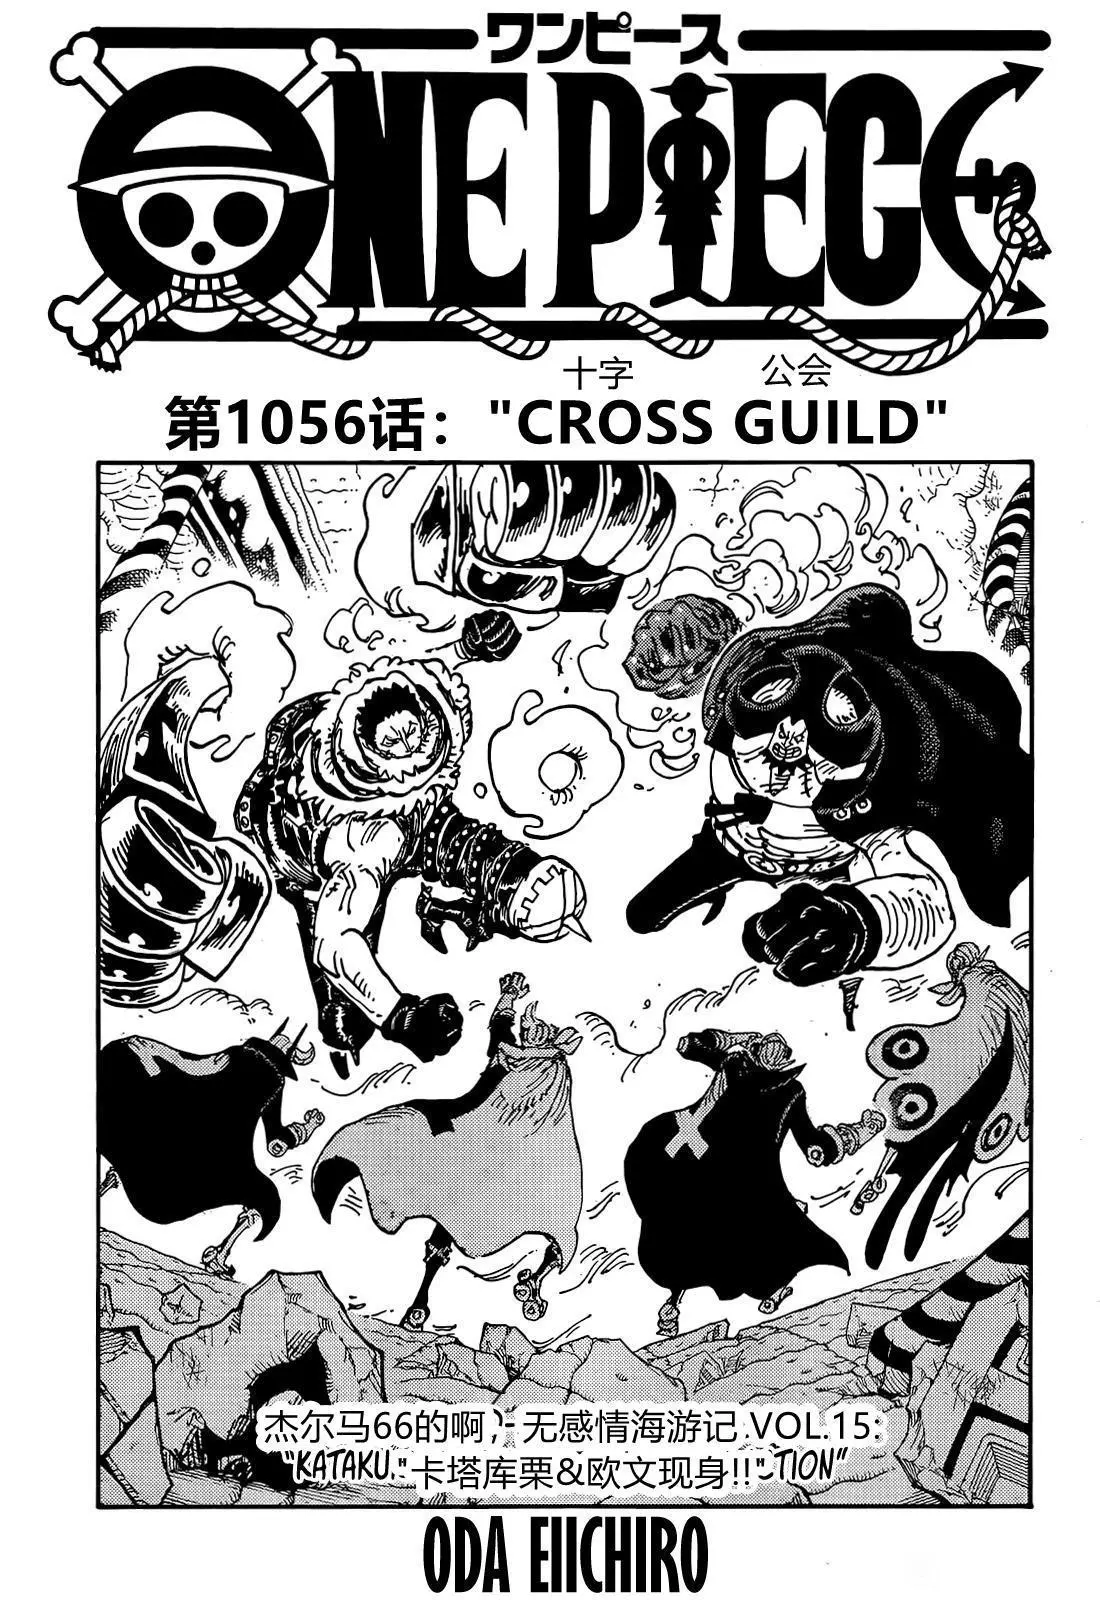 ワンピース
ONE PIECE
十字 公会
第1056话："CROSS GUILD"
杰尔马66的啊，无感情海游记 VOL.15:
"KATAKU "卡塔库栗&欧文现身!!" TION"
ODA EIICHIRO